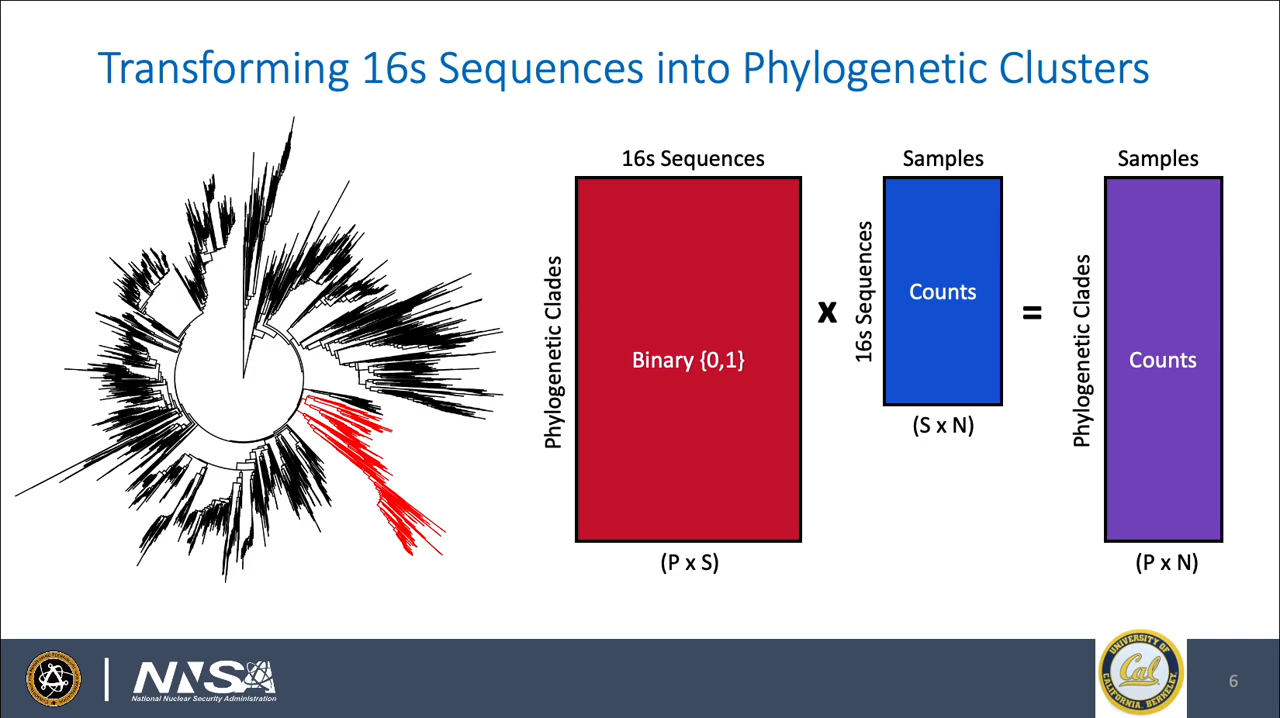 Transforming 16s Sequences into Phylogenetic Clusters
16s Sequences
Phylogenetic Clades
Binary {0,1}
(P x S)
x
Samples
16s Sequences
Counts
(S x N)
=
Samples
Phylogenetic Clades
Counts
(P x N)
NNSA
National Nuclear Security Administration
UNIVERSITY OF
Cal
CALIFORNIA, BERKELEY
6